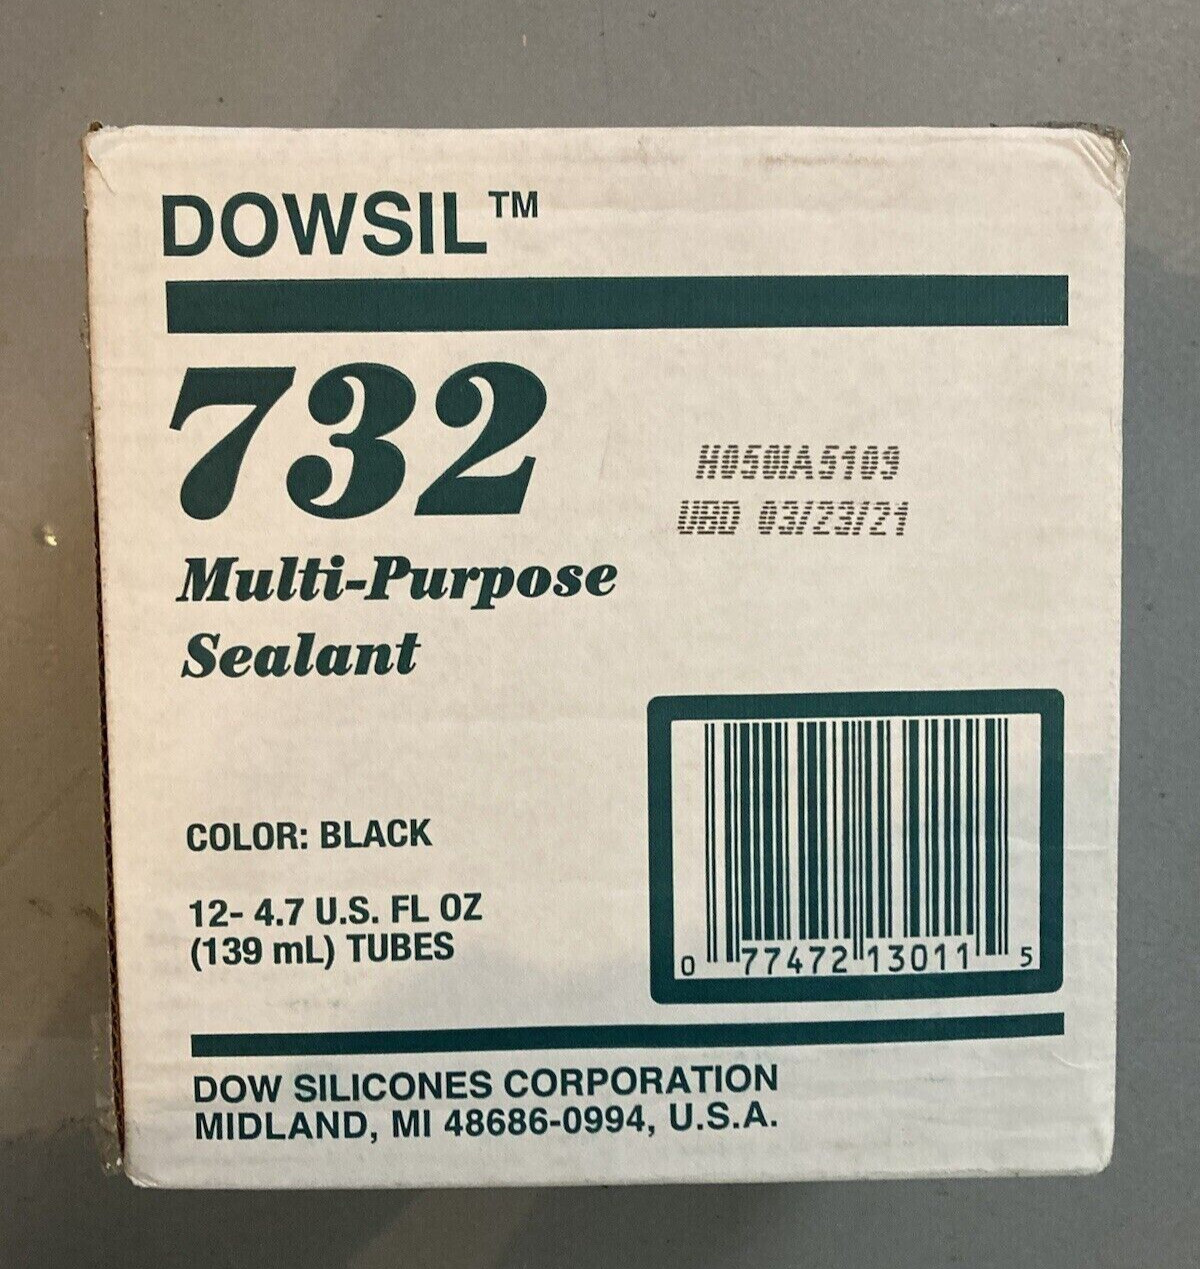 DOWSIL™
732
Multi-Purpose
Sealant
H050IA5109
UBD 03/23/21
COLOR: BLACK
12- 4.7 U.S. FL OZ
(139 mL) TUBES
0 77472 13011 5
DOW SILICONES CORPORATION
MIDLAND, MI 48686-0994, U.S.A.